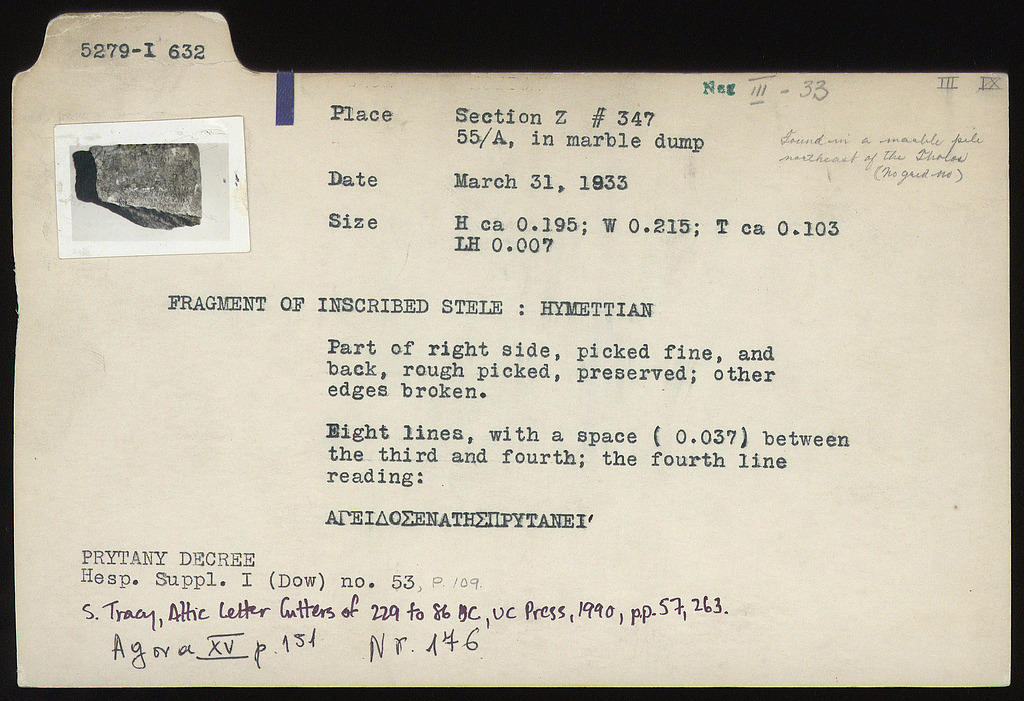 5279-I 632
Neg III - 33
III IX
Place Section Z # 347
55/A, in marble dump
Found in a marble pile
northeast of the Tholos
(No grid no)
Date March 31, 1933
Size H ca 0.195; W 0.215; T ca 0.103
LH 0.007
FRAGMENT OF INSCRIBED STELE : HYMETTIAN
Part of right side, picked fine, and
back, rough picked, preserved; other
edges broken.
Eight lines, with a space ( 0.037) between
the third and fourth; the fourth line
reading:
ΑΓΕΙΔΟΣΕΝΑΤΗΣΠΡΥΤΑΝΕΙ'
PRYTANY DECREE
Hesp. Suppl. I (Dow) no. 53, P. 109.
S. Tracy, Attic Letter Cutters of 229 to 86 BC, UC Press, 1990, pp. 57, 263.
Agora XV p. 151 Nr. 176